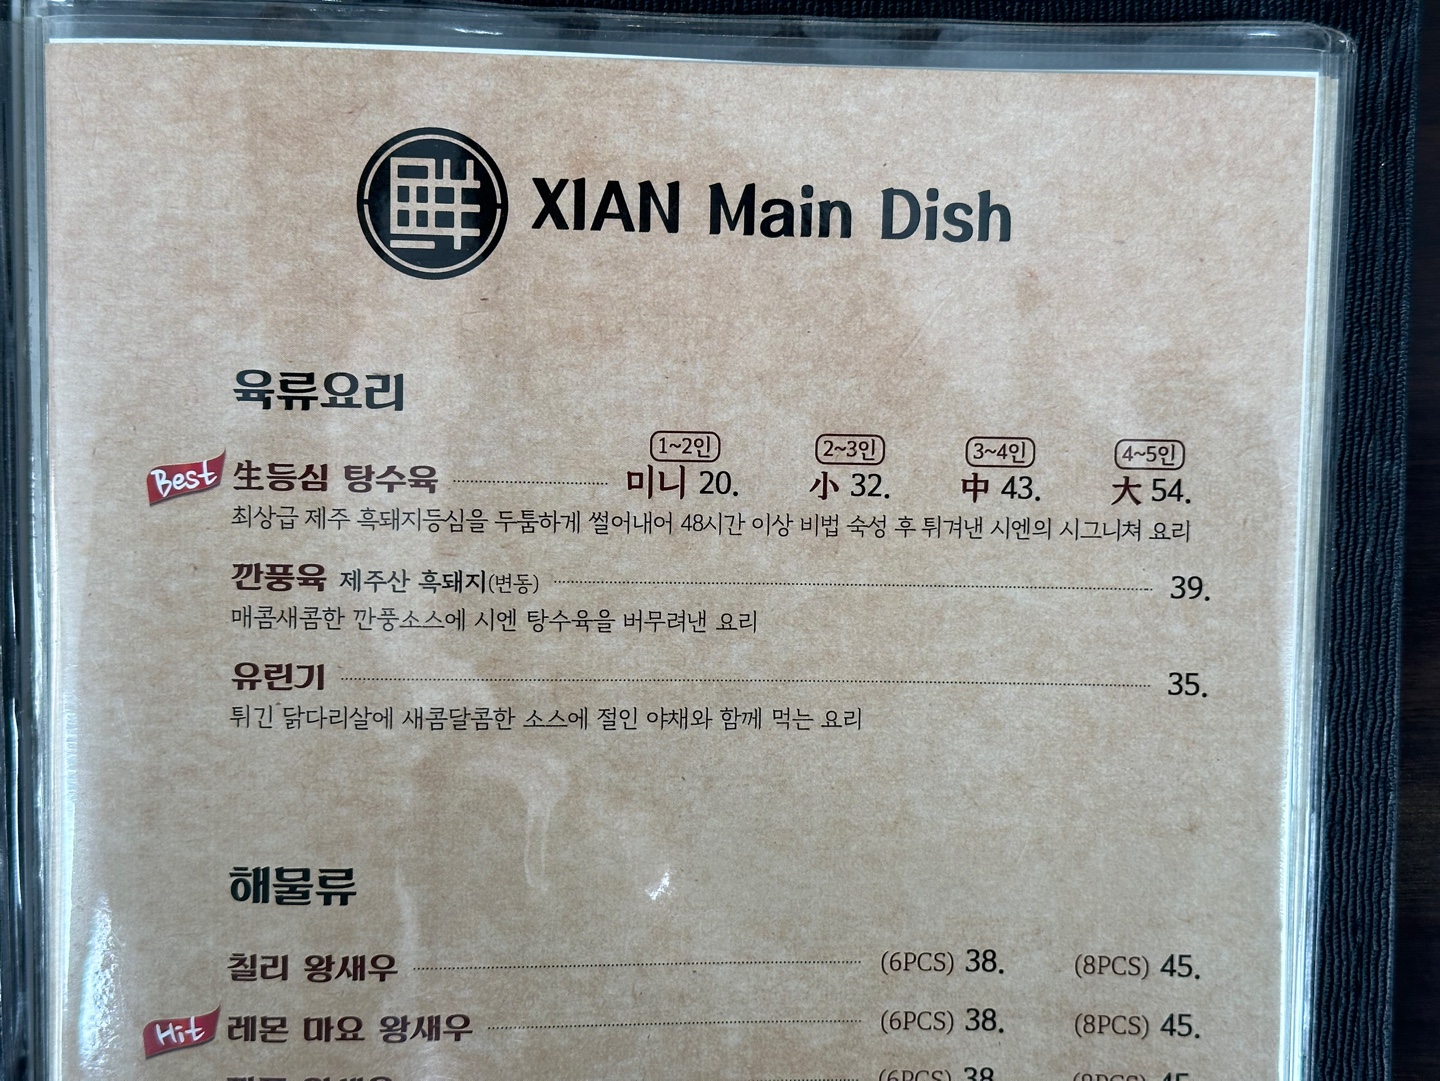 XIAN Main Dish
육류요리
1~2인 2~3인 3~4인 4~5인
Best 生등심 탕수육 미니 20. 小 32. 中 43. 大 54.
최상급 제주 흑돼지등심을 두툼하게 썰어내어 48시간 이상 비법 숙성 후 튀겨낸 시엔의 시그니쳐 요리
깐풍육 제주산 흑돼지(변동) 39.
매콤새콤한 깐풍소스에 시엔 탕수육을 버무려낸 요리
유린기 35.
튀긴 닭다리살에 새콤달콤한 소스에 절인 야채와 함께 먹는 요리
해물류
칠리 왕새우 (6PCS) 38. (8PCS) 45.
Hit 레몬 마요 왕새우 (6PCS) 38. (8PCS) 45.
왕새우 (6PCS) 38 (8PCS) 45